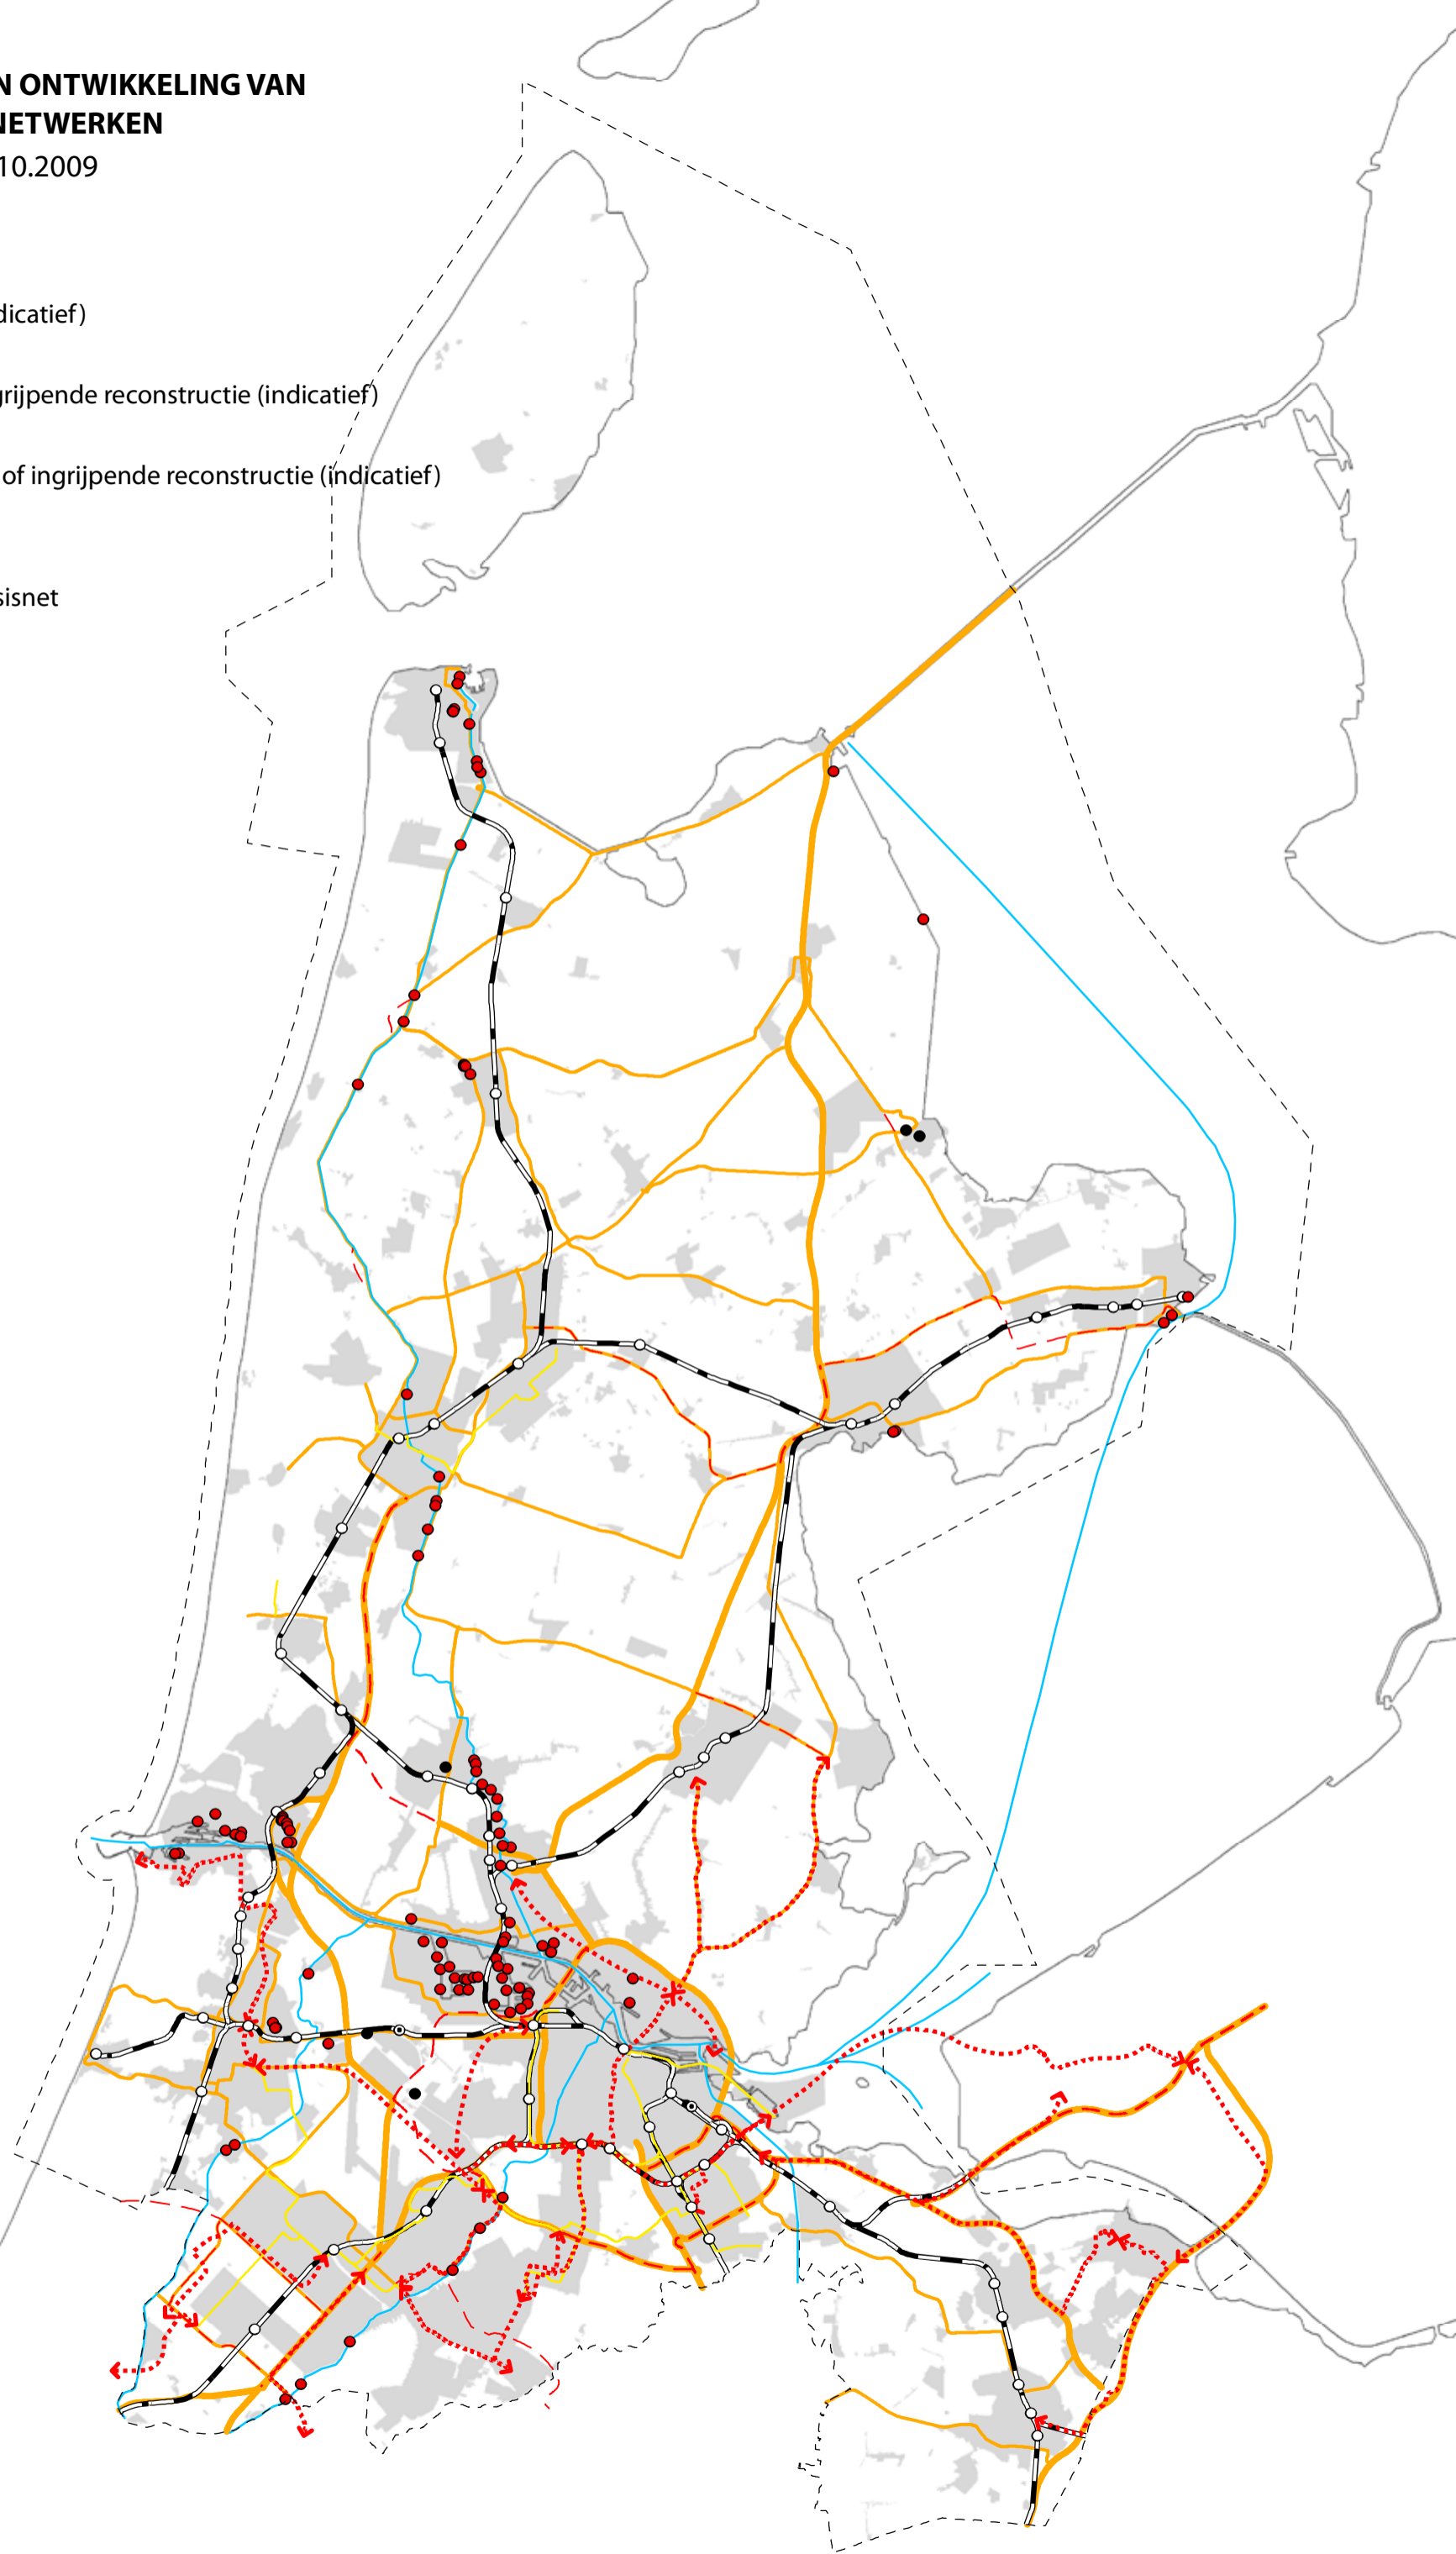 N ONTWIKKELING VAN
NETWERKEN
10.2009
dicatief)
grijpende reconstructie (indicatief)
of ingrijpende reconstructie (indicatief)
sisnet